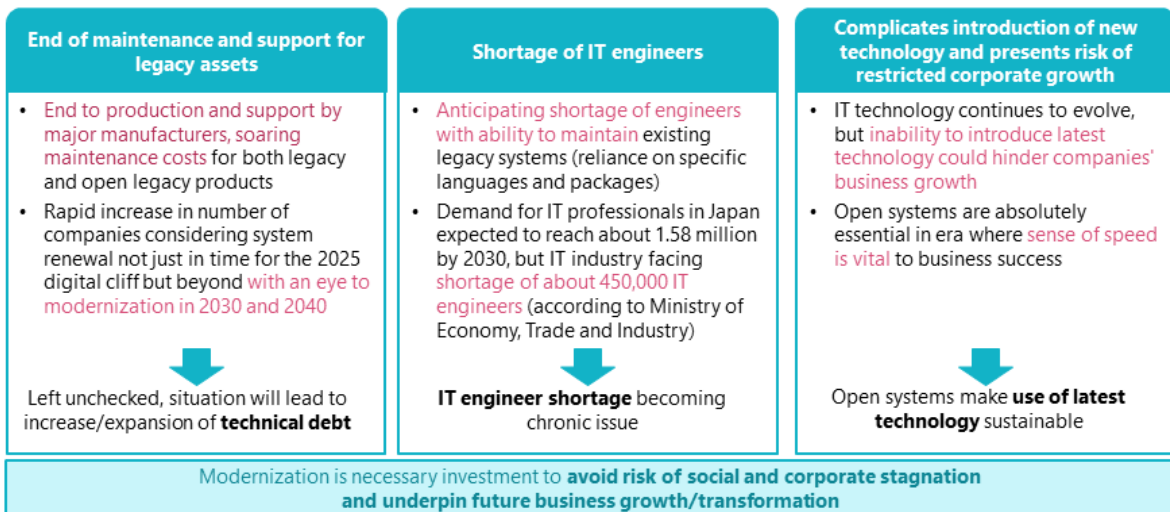 End of maintenance and support for
legacy assets
• End to production and support by
major manufacturers, soaring
maintenance costs for both legacy
and open legacy products
• Rapid increase in number of
companies considering system
renewal not just in time for the 2025
digital cliff but beyond with an eye to
modernization in 2030 and 2040
Left unchecked, situation will lead to
increase/expansion of technical debt
Shortage of IT engineers
• Anticipating shortage of engineers
with ability to maintain existing
legacy systems (reliance on specific
languages and packages)
• Demand for IT professionals in Japan
expected to reach about 1.58 million
by 2030, but IT industry facing
shortage of about 450,000 IT
engineers (according to Ministry of
Economy, Trade and Industry)
IT engineer shortage becoming
chronic issue
Complicates introduction of new
technology and presents risk of
restricted corporate growth
• IT technology continues to evolve,
but inability to introduce latest
technology could hinder companies'
business growth
• Open systems are absolutely
essential in era where sense of speed
is vital to business success
Open systems make use of latest
technology sustainable
Modernization is necessary investment to avoid risk of social and corporate stagnation
and underpin future business growth/transformation